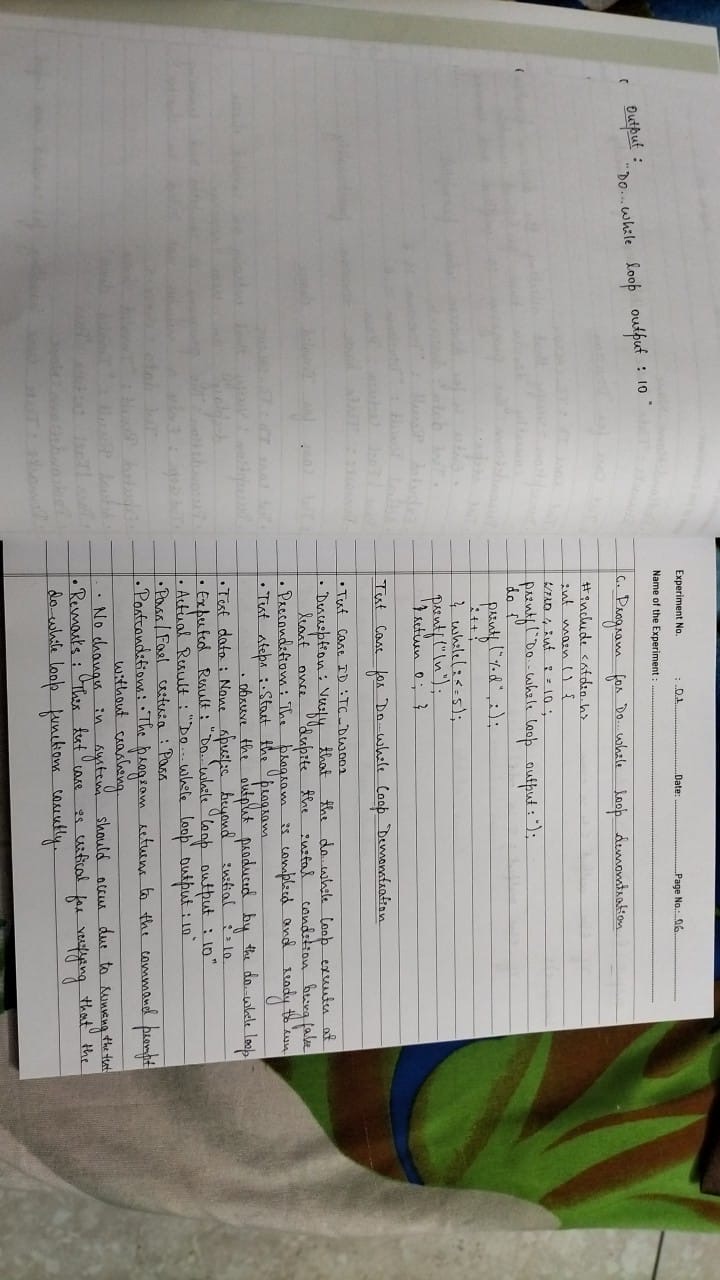 Output : "Do...while loop output : 10"
Experiment No. : 01 Date: Page No.: 06
Name of the Experiment :
C. Program for Do...while loop demonstration
#include <stdio.h>
int main() {
int i = 10 ;
printf("Do...while loop output : ");
do {
printf("%d", i);
i++;
} while(i<=5);
printf("\n");
return 0; }
Test Case for Do...while Loop Demonstration
• Test Case ID : TC_DW001
• Description : Verify that the do...while loop executes at
least once despite the initial condition being false
• Preconditions : The program is compiled and ready to run
• Test steps : • Start the program
• observe the output produced by the do...while loop
• Test data : None specific beyond initial i = 10
• Expected Result : "Do...while loop output : 10"
• Actual Result : "Do...while loop output : 10"
• Pass/Fail criteria : Pass
• Postconditions : • The program returns to the command prompt
without crashing
• No changes in system should occur due to running the test
• Remarks : This test case is critical for verifying that the
do-while loop functions correctly.